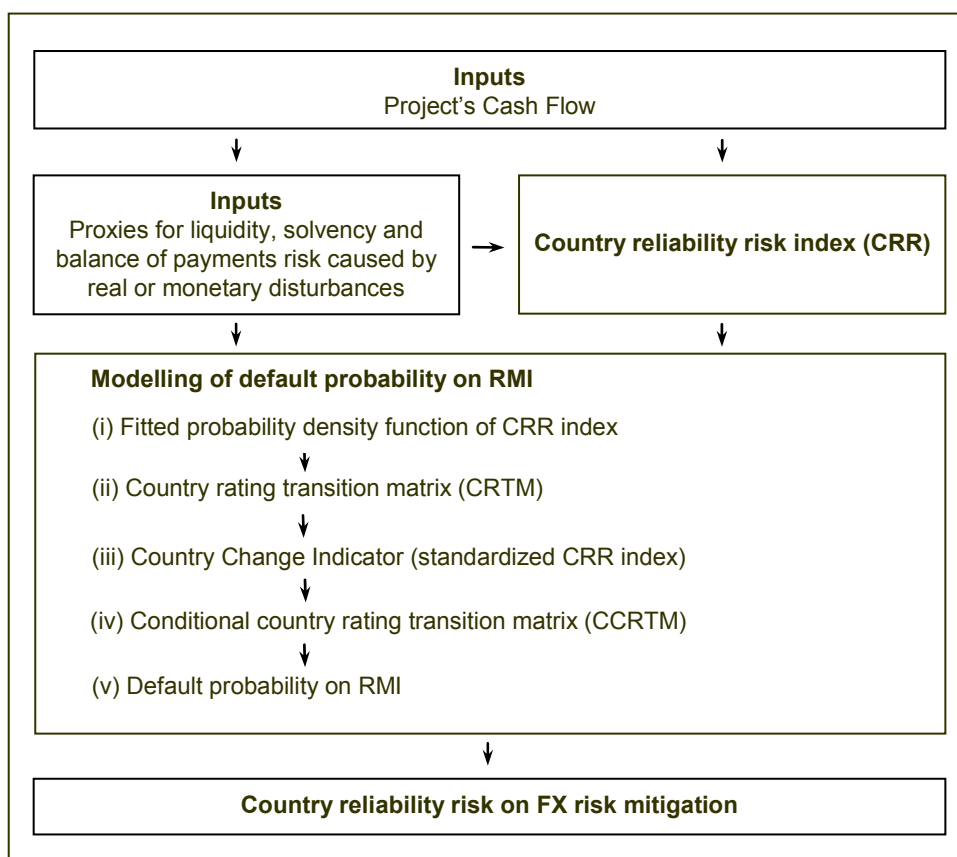 Inputs
Project's Cash Flow
Inputs
Proxies for liquidity, solvency and
balance of payments risk caused by
real or monetary disturbances
Country reliability risk index (CRR)
Modelling of default probability on RMI
(i) Fitted probability density function of CRR index
(ii) Country rating transition matrix (CRTM)
(iii) Country Change Indicator (standardized CRR index)
(iv) Conditional country rating transition matrix (CCRTM)
(v) Default probability on RMI
Country reliability risk on FX risk mitigation